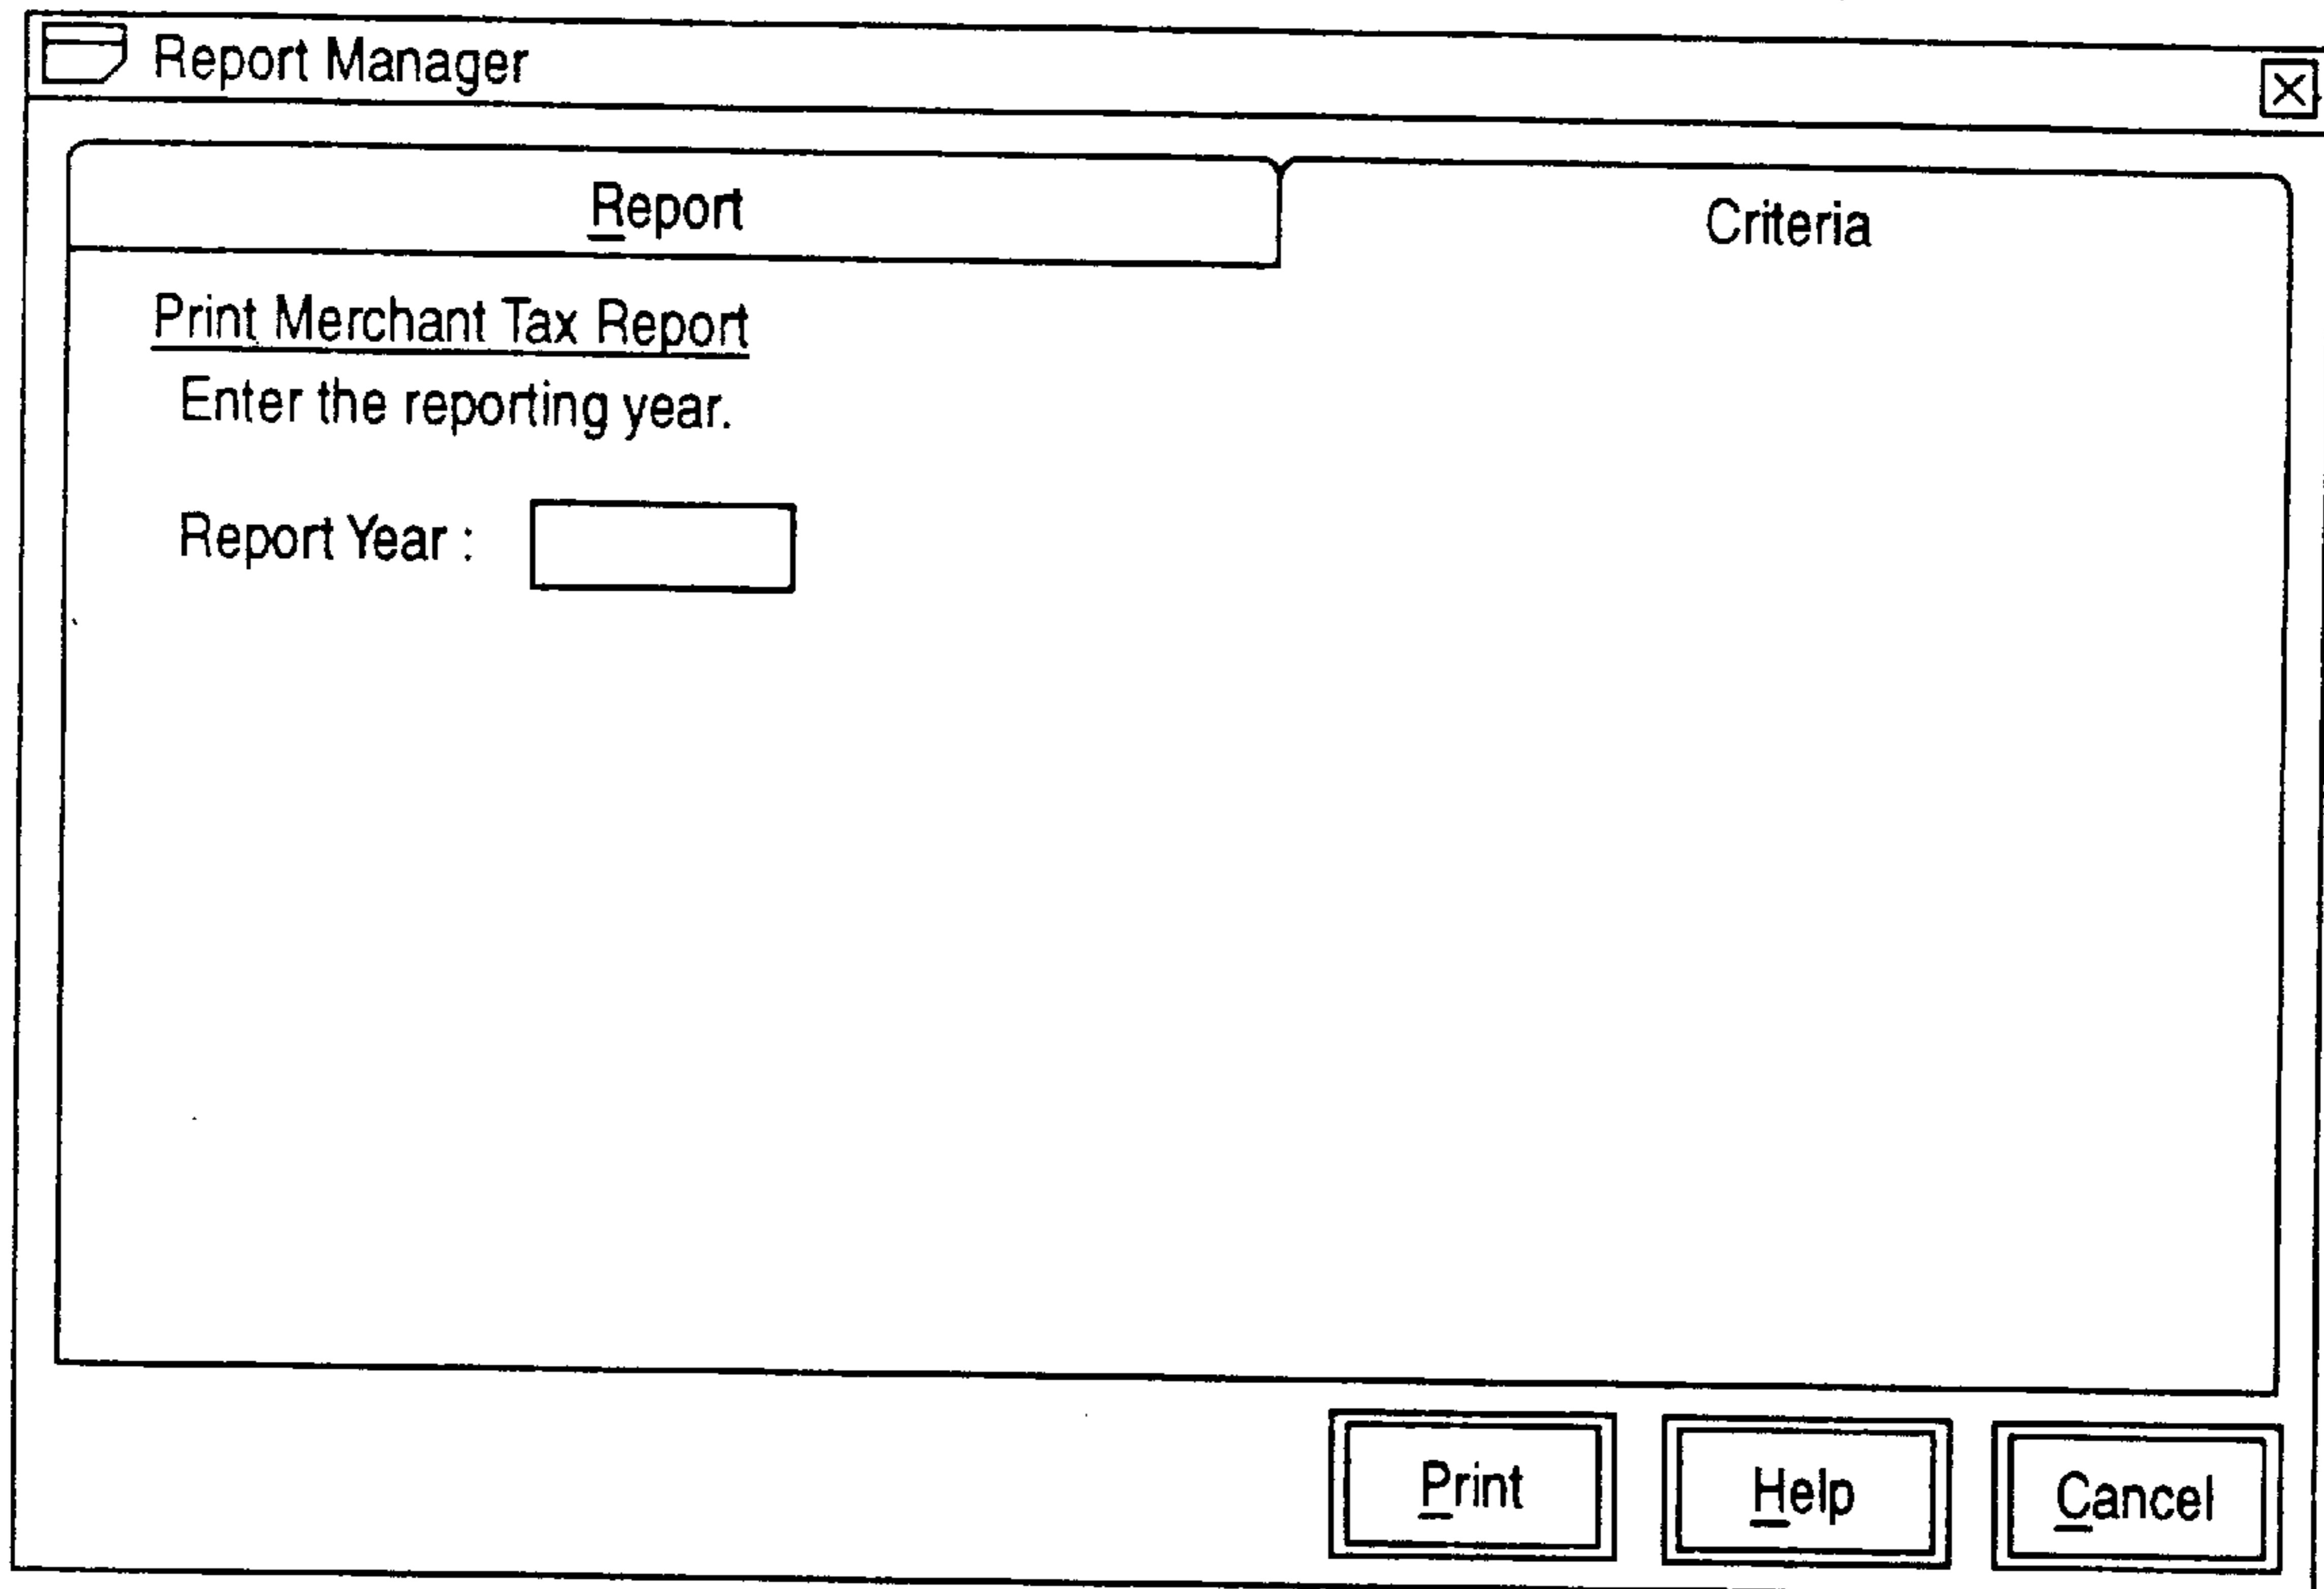 Report Manager
Report
Criteria
Print Merchant Tax Report
Enter the reporting year.
Report Year :
Print
Help
Cancel